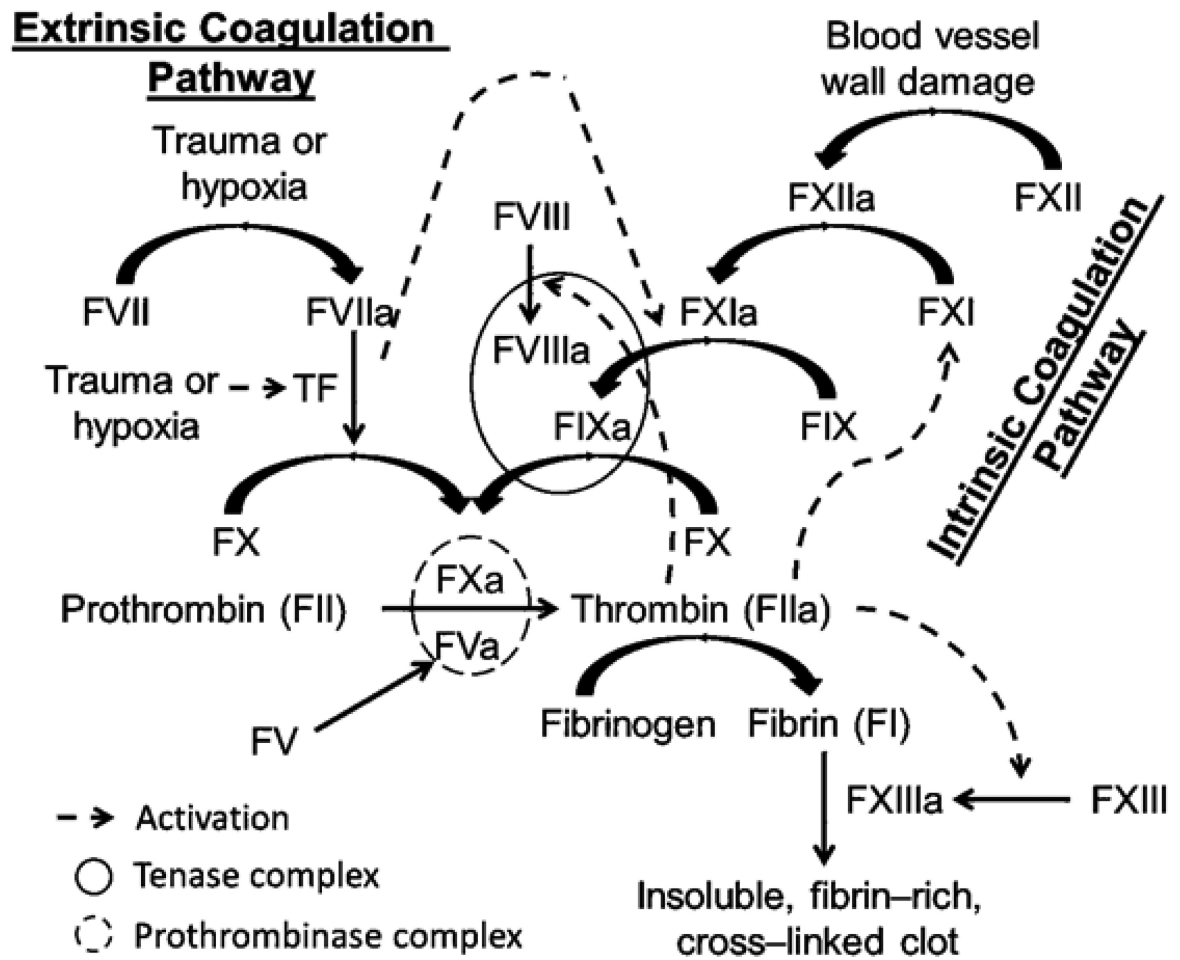 Extrinsic Coagulation
Pathway
Blood vessel
wall damage
Trauma or
hypoxia
FXIIa
FXII
FVIII
FVII
FVIIa
FXIa
FXI
FVIIIa
Trauma or
hypoxia
TF
FIXa
FIX
Intrinsic Coagulation
Pathway
FX
FX
FXa
Prothrombin (FII)
Thrombin (FIIa)
FVa
FV
Fibrinogen
Fibrin (FI)
FXIIIa
FXIII
Activation
Tenase complex
Prothrombinase complex
Insoluble, fibrin–rich,
cross–linked clot